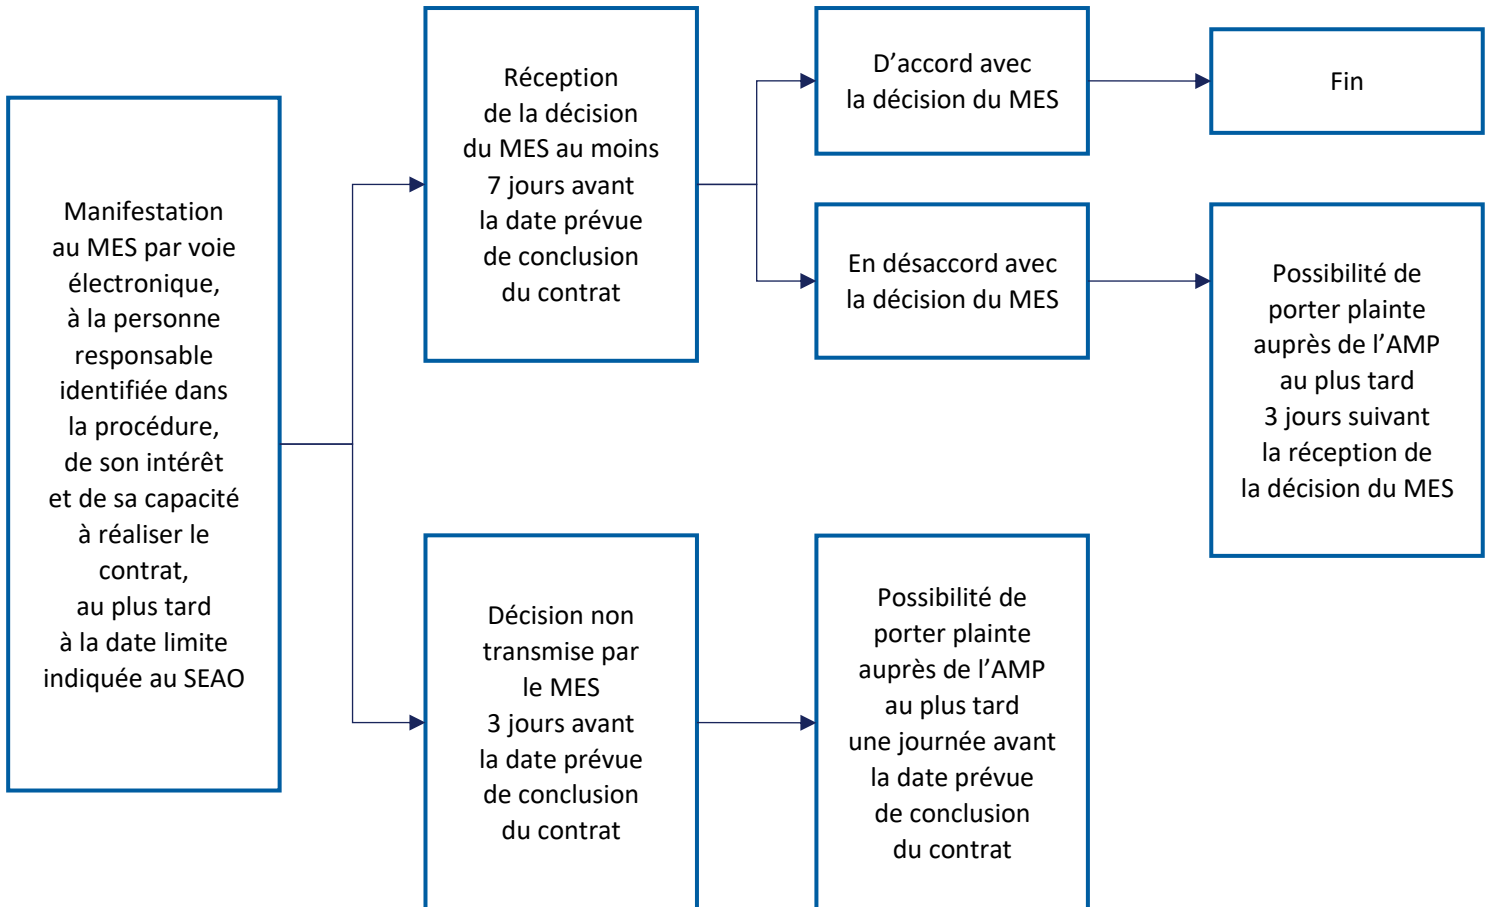 Manifestation
au MES par voie
électronique,
à la personne
responsable
identifiée dans
la procédure,
de son intérêt
et de sa capacité
à réaliser le
contrat,
au plus tard
à la date limite
indiquée au SEAO
Réception
de la décision
du MES au moins
7 jours avant
la date prévue
de conclusion
du contrat
D’accord avec
la décision du MES
Fin
En désaccord avec
la décision du MES
Possibilité de
porter plainte
auprès de l’AMP
au plus tard
3 jours suivant
la réception de
la décision du MES
Décision non
transmise par
le MES
3 jours avant
la date prévue
de conclusion
du contrat
Possibilité de
porter plainte
auprès de l’AMP
au plus tard
une journée avant
la date prévue
de conclusion
du contrat